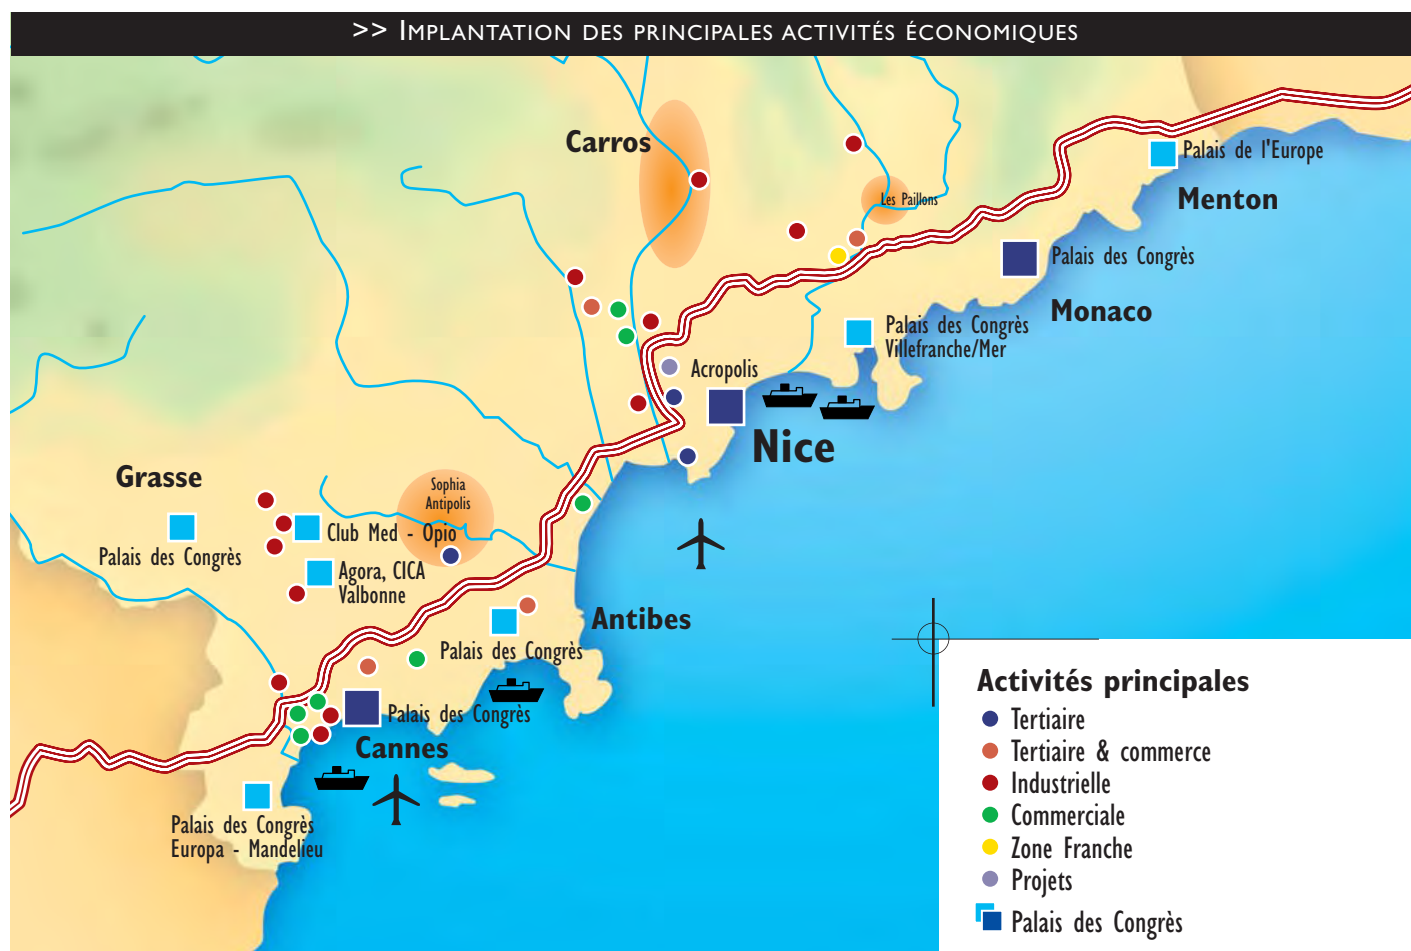 >> Implantation des principales activités économiques
Carros
Palais de l'Europe
Menton
Les Paillons
Palais des Congrès
Monaco
Palais des Congrès
Villefranche/Mer
Acropolis
Nice
Grasse
Sophia
Antipolis
Club Med - Opio
Palais des Congrès
Agora, CICA
Valbonne
Antibes
Palais des Congrès
Palais des Congrès
Cannes
Palais des Congrès
Europa - Mandelieu
Activités principales
Tertiaire
Tertiaire & commerce
Industrielle
Commerciale
Zone Franche
Projets
Palais des Congrès